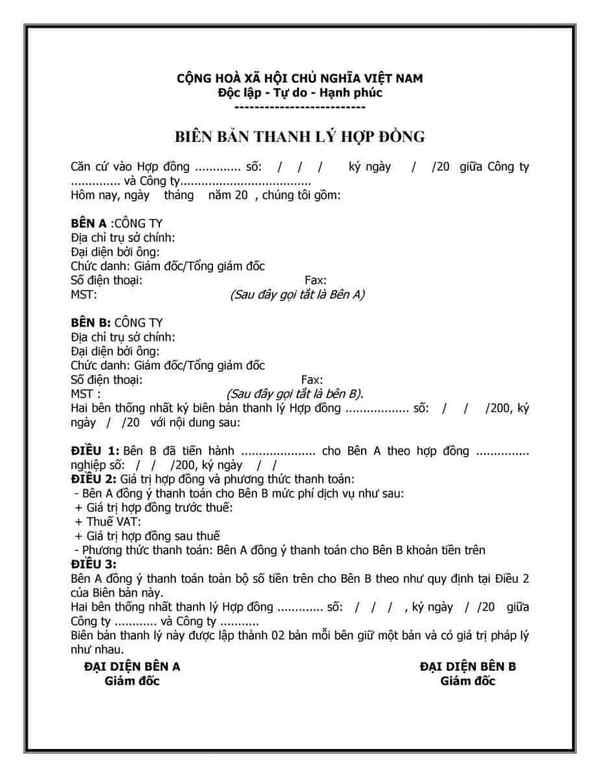 CỘNG HOÀ XÃ HỘI CHỦ NGHĨA VIỆT NAM
Độc lập - Tự do - Hạnh phúc
--------------------------
BIÊN BẢN THANH LÝ HỢP ĐỒNG
Căn cứ vào Hợp đồng ............. số: / / / ký ngày / /20 giữa Công ty
.............. và Công ty.....................................
Hôm nay, ngày tháng năm 20 , chúng tôi gồm:
BÊN A :CÔNG TY
Địa chỉ trụ sở chính:
Đại diện bởi ông:
Chức danh: Giám đốc/Tổng giám đốc
Số điện thoại: Fax:
MST: (Sau đây gọi tắt là Bên A)
BÊN B: CÔNG TY
Địa chỉ trụ sở chính:
Đại diện bởi ông:
Chức danh: Giám đốc/Tổng giám đốc
Số điện thoại: Fax:
MST : (Sau đây gọi tắt là bên B).
Hai bên thống nhất ký biên bản thanh lý Hợp đồng .................. số: / / /200, ký
ngày / /20 với nội dung sau:
ĐIỀU 1: Bên B đã tiến hành ..................... cho Bên A theo hợp đồng ...............
nghiệp số: / / /200, ký ngày / /
ĐIỀU 2: Giá trị hợp đồng và phương thức thanh toán:
- Bên A đồng ý thanh toán cho Bên B mức phí dịch vụ như sau:
+ Giá trị hợp đồng trước thuế:
+ Thuế VAT:
+ Giá trị hợp đồng sau thuế
- Phương thức thanh toán: Bên A đồng ý thanh toán cho Bên B khoản tiền trên
ĐIỀU 3:
Bên A đồng ý thanh toán toàn bộ số tiền trên cho Bên B theo như quy định tại Điều 2
của Biên bản này.
Hai bên thống nhất thanh lý Hợp đồng ............. số: / / / , ký ngày / /20 giữa
Công ty ............ và Công ty ...........
Biên bản thanh lý này được lập thành 02 bản mỗi bên giữ một bản và có giá trị pháp lý
như nhau.
ĐẠI DIỆN BÊN A ĐẠI DIỆN BÊN B
Giám đốc Giám đốc